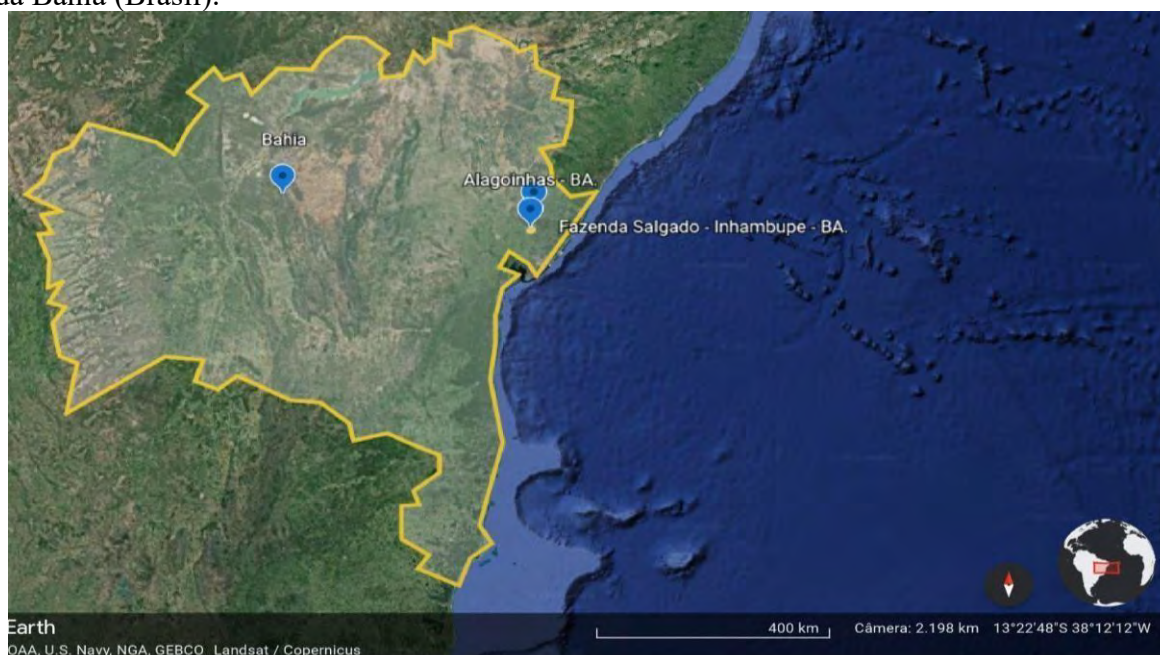 da Bahia (Brasil).
Bahia
Alagoinhas - BA.
Fazenda Salgado - Inhambupe - BA.
Earth
400 km
Câmera: 2.198 km 13°22'48"S 38°12'12"W
OAA, U.S. Navy, NGA, GEBCO Landsat / Copernicus